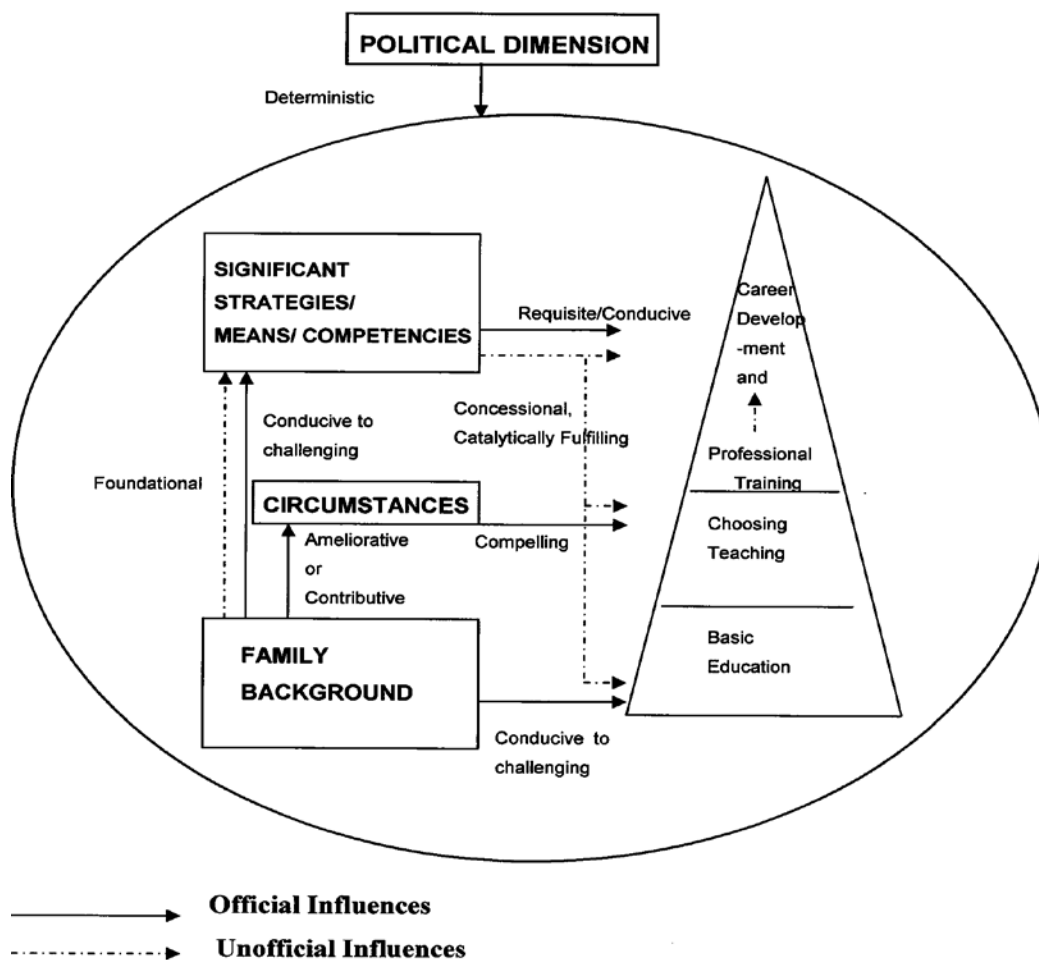 POLITICAL DIMENSION
Deterministic
SIGNIFICANT
STRATEGIES/
MEANS/ COMPETENCIES
Requisite/Conducive
Concessional,
Catalytically Fulfilling
Conducive to
challenging
Foundational
CIRCUMSTANCES
Compelling
Ameliorative
or
Contributive
FAMILY
BACKGROUND
Conducive to
challenging
Career
Develop
-ment
and
Professional
Training
Choosing
Teaching
Basic
Education
Official Influences
Unofficial Influences